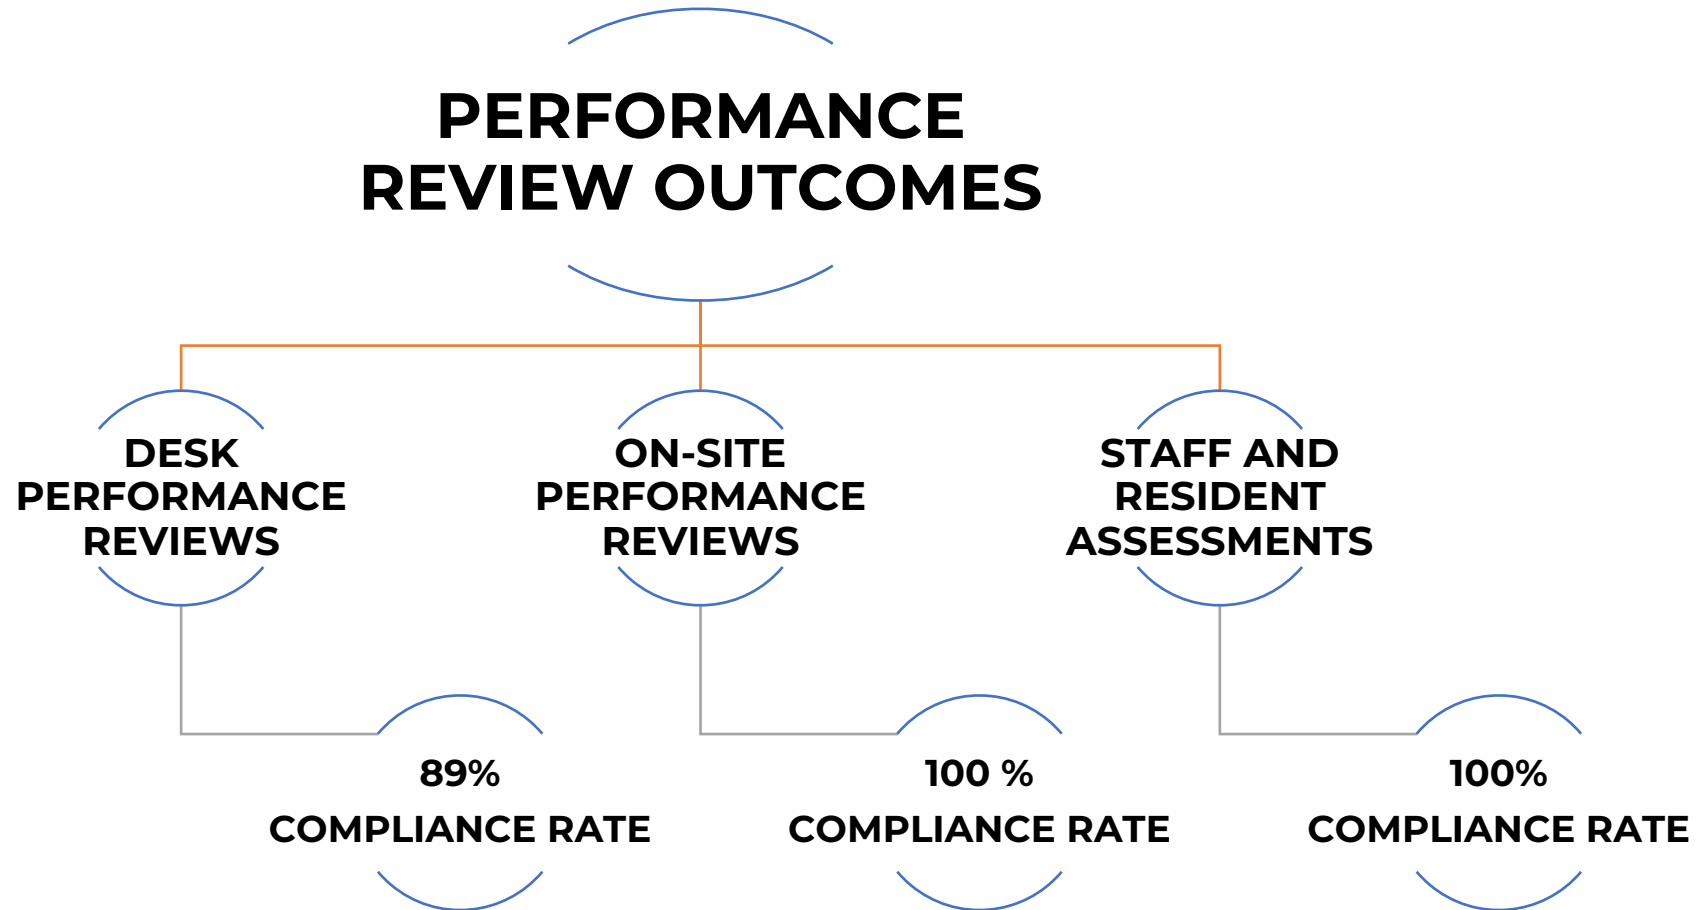 PERFORMANCE
REVIEW OUTCOMES
DESK
PERFORMANCE
REVIEWS
ON-SITE
PERFORMANCE
REVIEWS
STAFF AND
RESIDENT
ASSESSMENTS
89%
COMPLIANCE RATE
100 %
COMPLIANCE RATE
100%
COMPLIANCE RATE